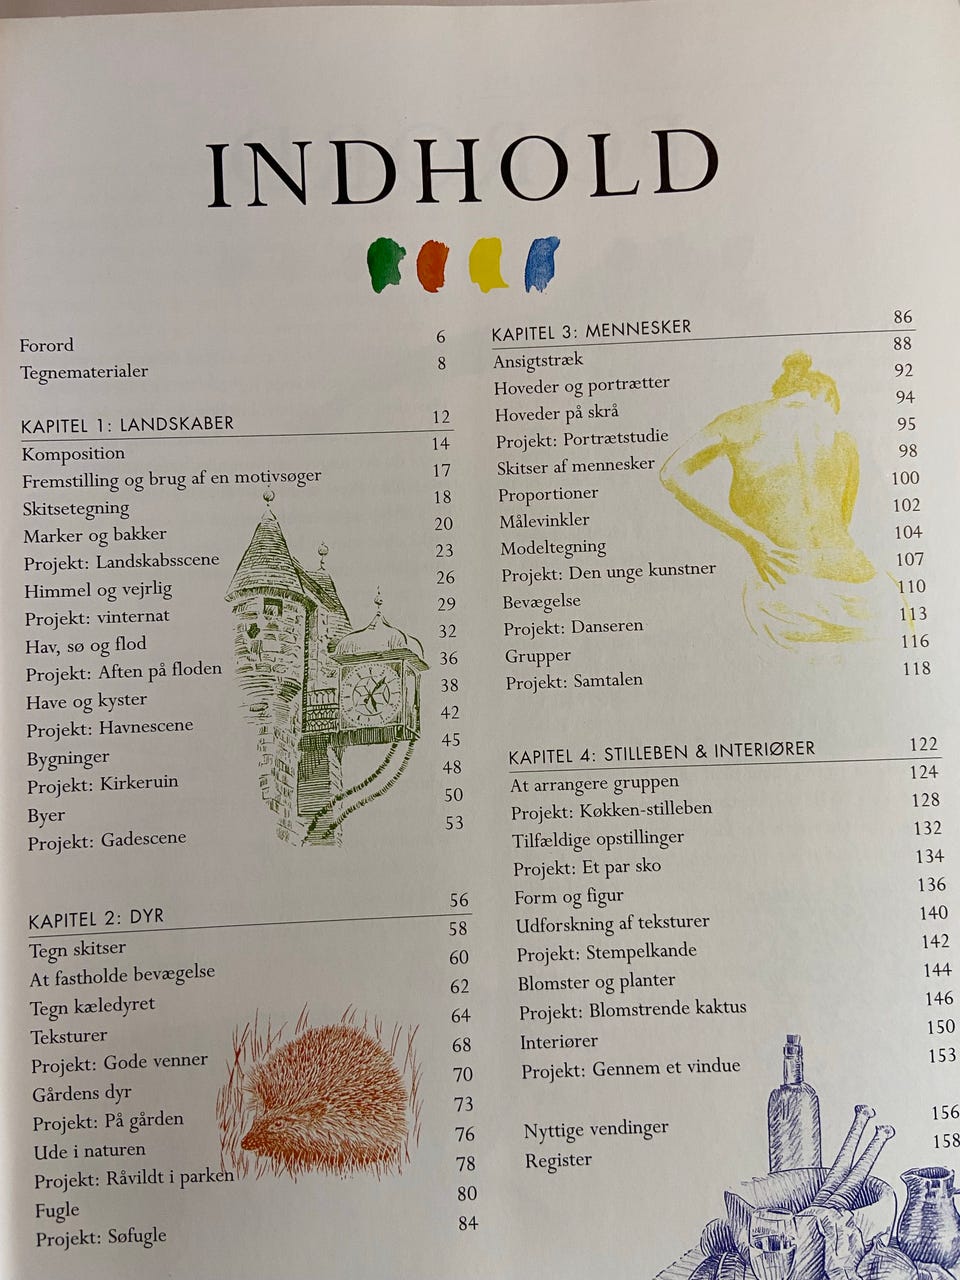 INDHOLD
Forord 6
Tegnematerialer 8
KAPITEL 1: LANDSKABER 12
Komposition 14
Fremstilling og brug af en motivsøger 17
Skitsetegning 18
Marker og bakker 20
Projekt: Landskabsscene 23
Himmel og vejrlig 26
Projekt: vinternat 29
Hav, sø og flod 32
Projekt: Aften på floden 36
Have og kyster 38
Projekt: Havnescene 42
Bygninger 45
Projekt: Kirkeruin 48
Byer 50
Projekt: Gadescene 53
KAPITEL 2: DYR 56
Tegn skitser 58
At fastholde bevægelse 60
Tegn kæledyret 62
Teksturer 64
Projekt: Gode venner 68
Gårdens dyr 70
Projekt: På gården 73
Ude i naturen 76
Projekt: Råvildt i parken 78
Fugle 80
Projekt: Søfugle 84
KAPITEL 3: MENNESKER 86
Ansigtstræk 88
Hoveder og portrætter 92
Hoveder på skrå 94
Projekt: Portrætstudie 95
Skitser af mennesker 98
Proportioner 100
Målevinkler 102
Modeltegning 104
Projekt: Den unge kunstner 107
Bevægelse 110
Projekt: Danseren 113
Grupper 116
Projekt: Samtalen 118
KAPITEL 4: STILLEBEN & INTERIØRER 122
At arrangere gruppen 124
Projekt: Køkken-stilleben 128
Tilfældige opstillinger 132
Projekt: Et par sko 134
Form og figur 136
Udforskning af teksturer 140
Projekt: Stempelkande 142
Blomster og planter 144
Projekt: Blomstrende kaktus 146
Interiører 150
Projekt: Gennem et vindue 153
Nyttige vendinger 156
Register 158